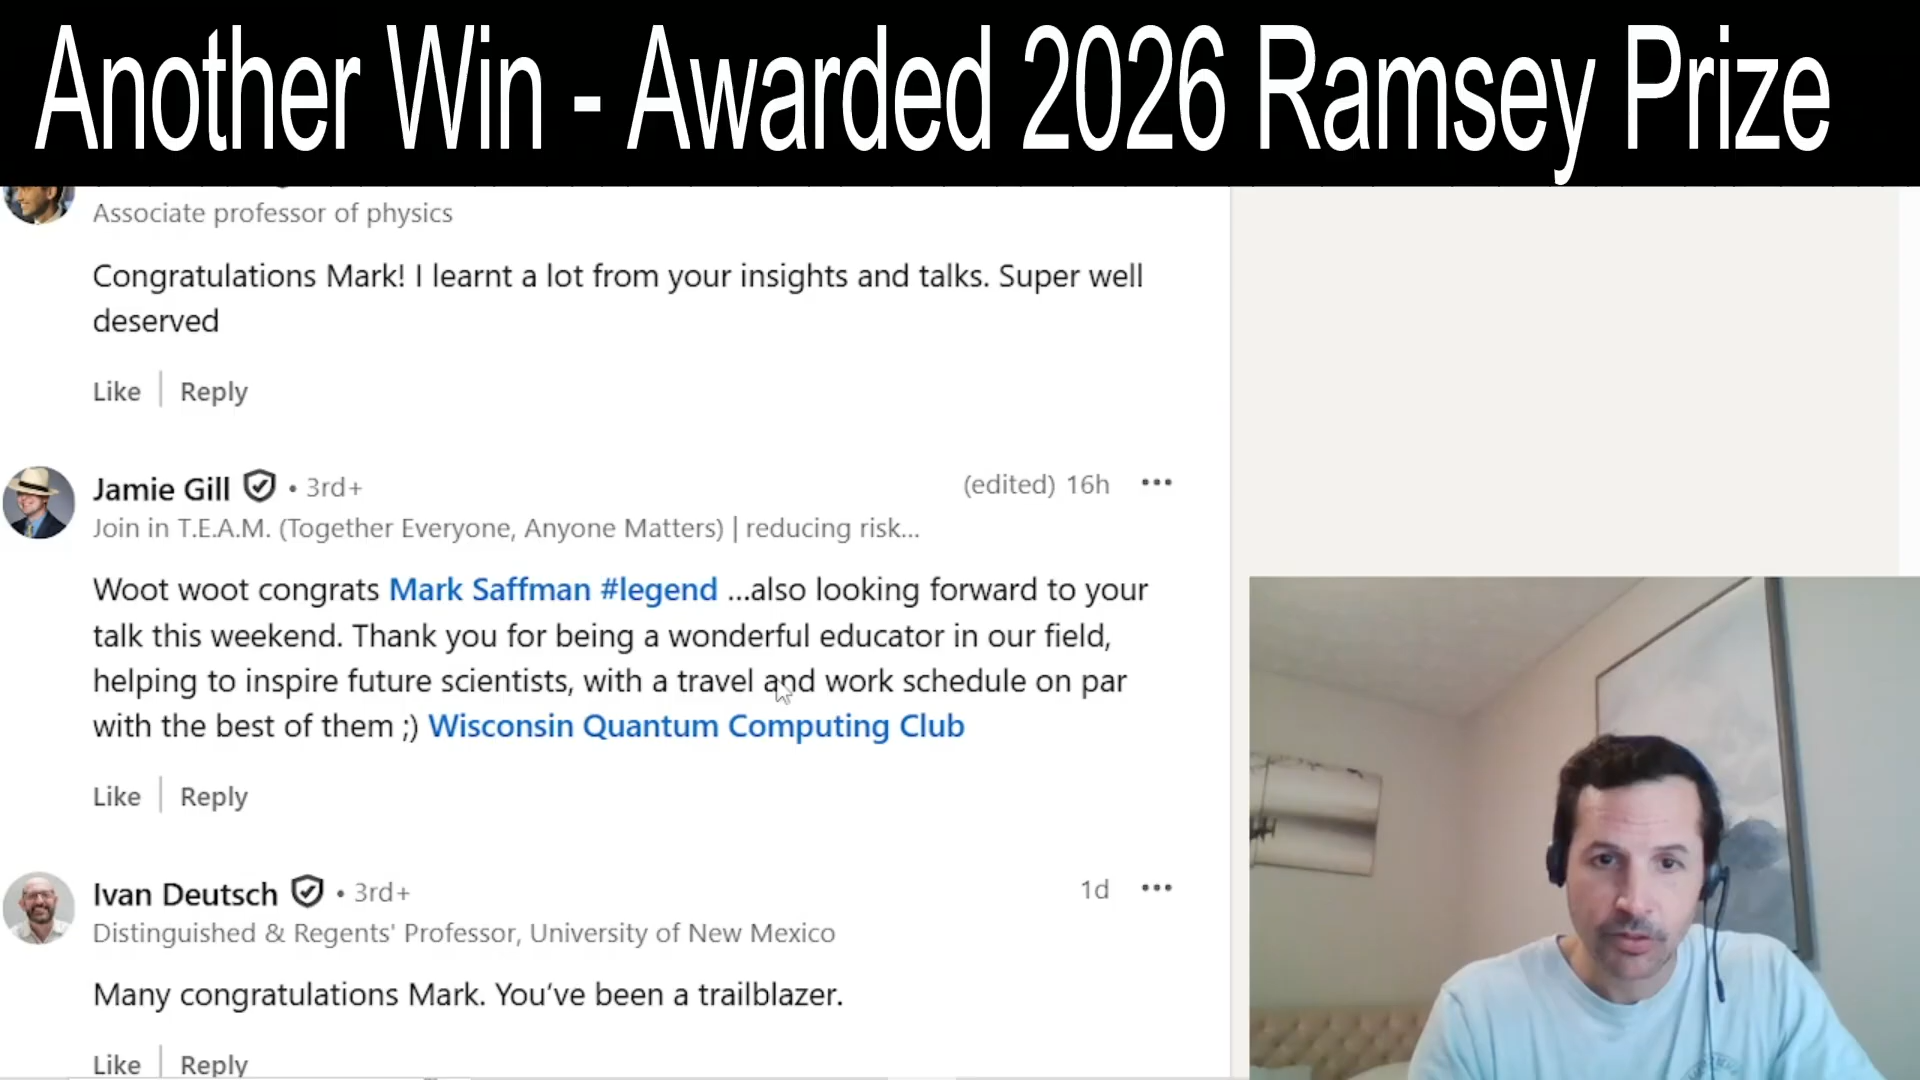 Another Win - Awarded 2026 Ramsey Prize
Associate professor of physics
Congratulations Mark! I learnt a lot from your insights and talks. Super well
deserved
Like | Reply
Jamie Gill • 3rd+ (edited) 16h •••
Join in T.E.A.M. (Together Everyone, Anyone Matters) | reducing risk...
Woot woot congrats Mark Saffman #legend ...also looking forward to your
talk this weekend. Thank you for being a wonderful educator in our field,
helping to inspire future scientists, with a travel and work schedule on par
with the best of them ;) Wisconsin Quantum Computing Club
Like | Reply
Ivan Deutsch • 3rd+ 1d •••
Distinguished & Regents' Professor, University of New Mexico
Many congratulations Mark. You’ve been a trailblazer.
Like | Reply